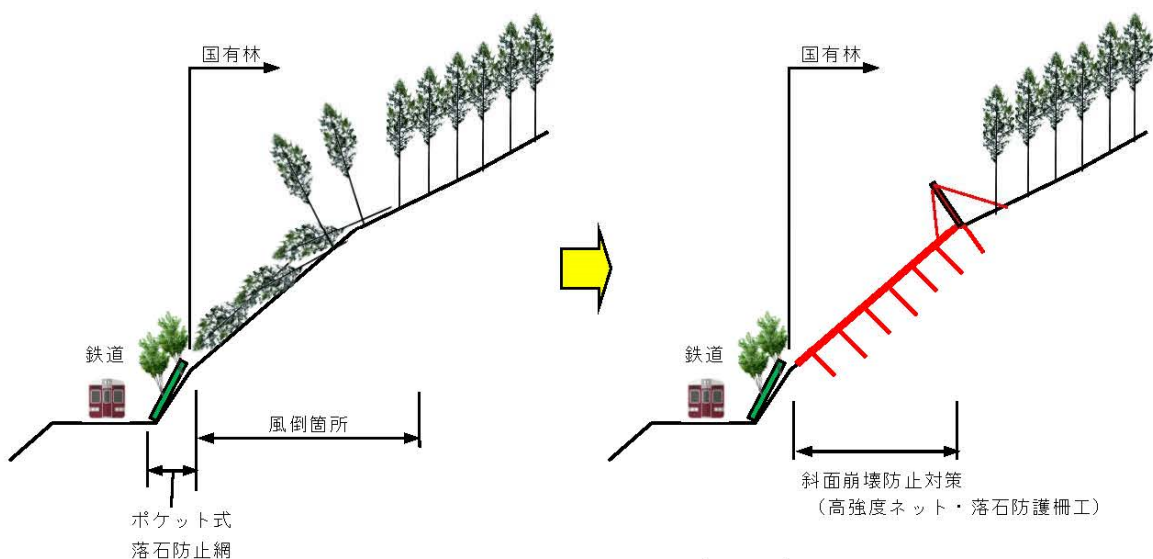 国有林
鉄道
風倒箇所
ポケット式
落石防止網
国有林
鉄道
斜面崩壊防止対策
（高強度ネット・落石防護柵工）